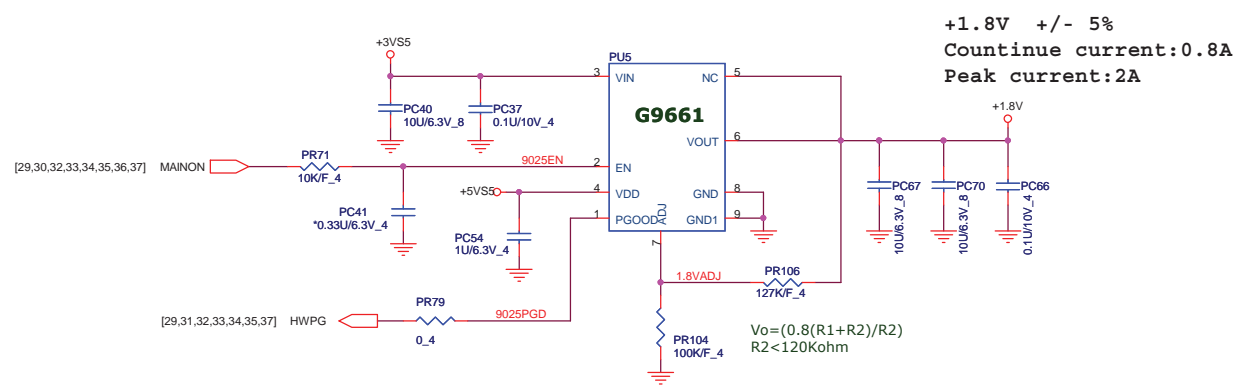 +1.8V +/- 5%
Countinue current:0.8A
Peak current:2A
+3VS5
PU5
3 VIN
NC 5
PC40
10U/6.3V_8
PC37
0.1U/10V_4
G9661
+1.8V
VOUT 6
[29,30,32,33,34,35,36,37] MAINON
PR71
10K/F_4
9025EN
2 EN
+5VS5
4 VDD
GND 8
PC67
10U/6.3V_8
PC70
10U/6.3V_8
PC66
0.1U/10V_4
PC41
*0.33U/6.3V_4
1 PGOOD
ADJ
GND1 9
PC54
1U/6.3V_4
7
1.8VADJ
PR106
127K/F_4
[29,31,32,33,34,35,37] HWPG
PR79
0_4
9025PGD
PR104
100K/F_4
Vo=(0.8(R1+R2)/R2)
R2<120Kohm